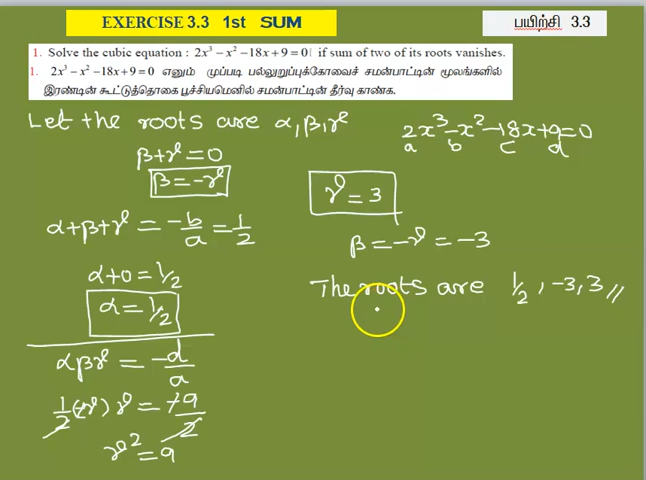 EXERCISE 3.3 1st SUM
பயிற்சி 3.3
1. Solve the cubic equation : 2x³ − x² −18x + 9 = 0 if sum of two of its roots vanishes.
1. 2x³ − x² −18x + 9 = 0 எனும் முப்படி பல்லுறுப்புக்கோவைச் சமன்பாட்டின் மூலங்களில்
இரண்டின் கூட்டுத்தொகை பூச்சியமெனில் சமன்பாட்டின் தீர்வு காண்க.
Let the roots are α, β, γ
β+γ = 0
β = −γ
α+β+γ = −b/a = 1/2
α+0 = 1/2
α = 1/2
αβγ = −d/a
1/2 (−γ) γ = −9/2
γ² = 9
2x³−x²−18x+9=0
a b c d
γ = 3
β = −γ = −3
The roots are 1/2, −3, 3 //